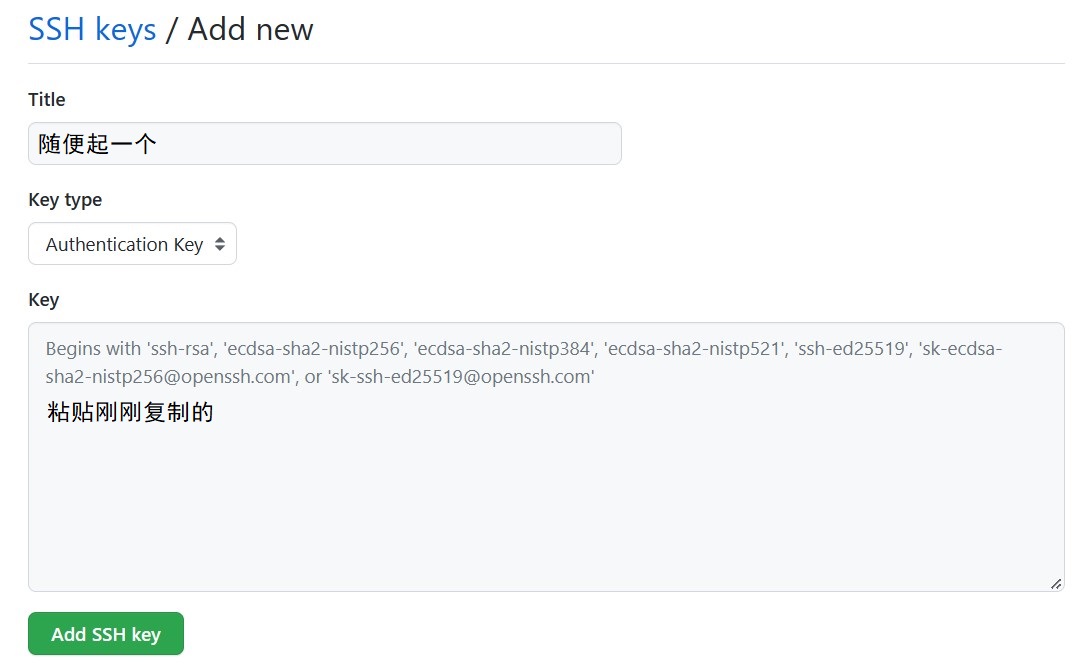 SSH keys / Add new
Title
随便起一个
Key type
Authentication Key
Key
Begins with 'ssh-rsa', 'ecdsa-sha2-nistp256', 'ecdsa-sha2-nistp384', 'ecdsa-sha2-nistp521', 'ssh-ed25519', 'sk-ecdsa-
sha2-nistp256@openssh.com', or 'sk-ssh-ed25519@openssh.com'
粘贴刚刚复制的
Add SSH key